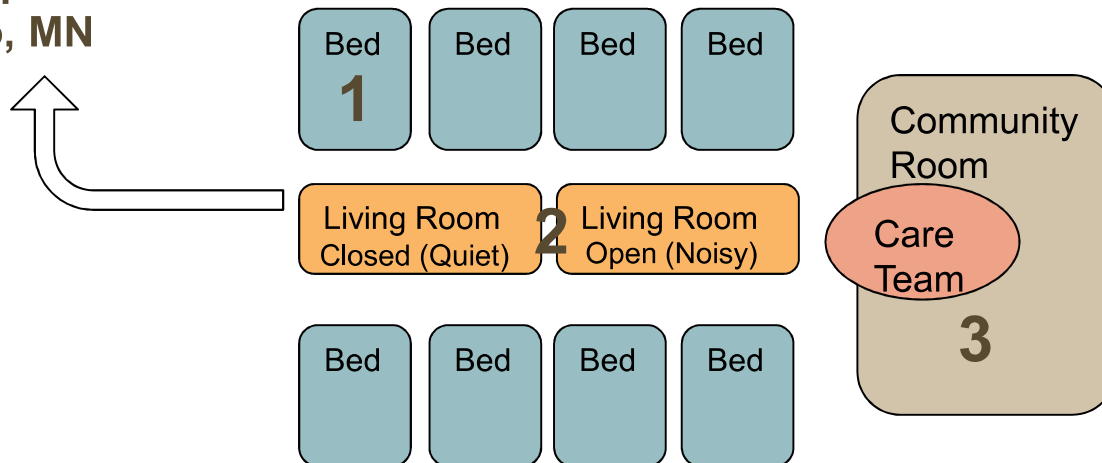 , MN
Bed Bed Bed Bed
1
Community
Room
Living Room
Closed (Quiet)
2
Living Room
Open (Noisy)
Care
Team
3
Bed Bed Bed Bed